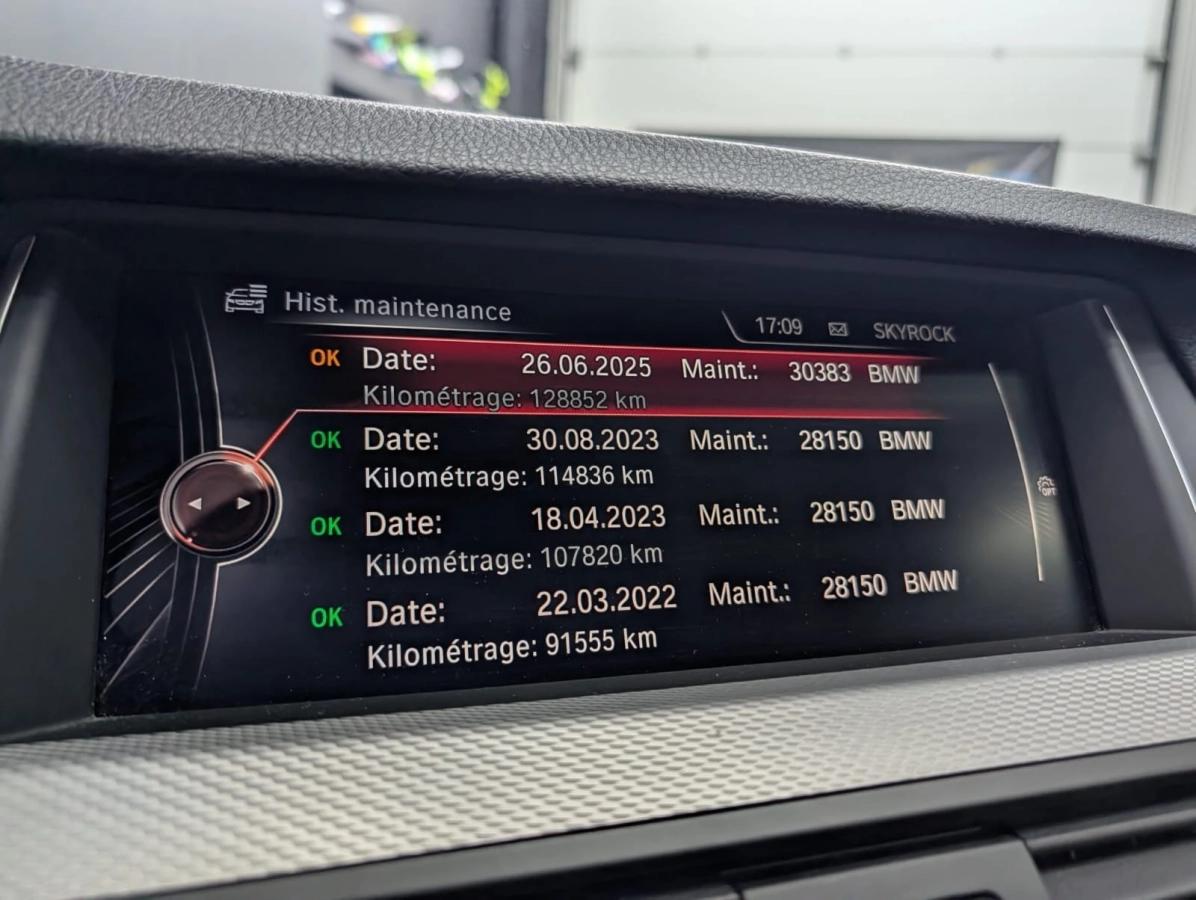 Hist. maintenance
17:09 SKYROCK
OK Date: 26.06.2025 Maint.: 30383 BMW
Kilométrage: 128852 km
OK Date: 30.08.2023 Maint.: 28150 BMW
Kilométrage: 114836 km
OK Date: 18.04.2023 Maint.: 28150 BMW
Kilométrage: 107820 km
OK Date: 22.03.2022 Maint.: 28150 BMW
Kilométrage: 91555 km
OPT